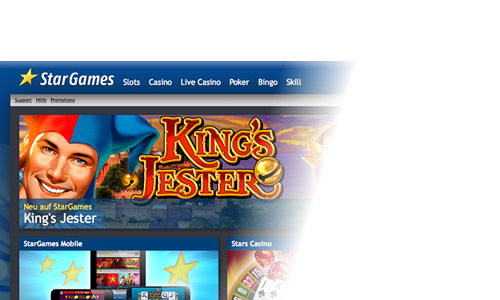 StarGames
Slots Casino Live Casino Poker Bingo Skill
Support Hilfe Promotions
KING'S
JESTER
Neu auf StarGames
King's Jester
StarGames Mobile
Stars Casino